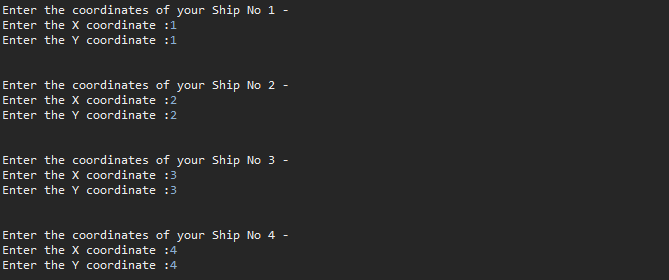 Enter the coordinates of your Ship No 1 -
Enter the X coordinate :1
Enter the Y coordinate :1
Enter the coordinates of your Ship No 2 -
Enter the X coordinate :2
Enter the Y coordinate :2
Enter the coordinates of your Ship No 3 -
Enter the X coordinate :3
Enter the Y coordinate :3
Enter the coordinates of your Ship No 4 -
Enter the X coordinate :4
Enter the Y coordinate :4